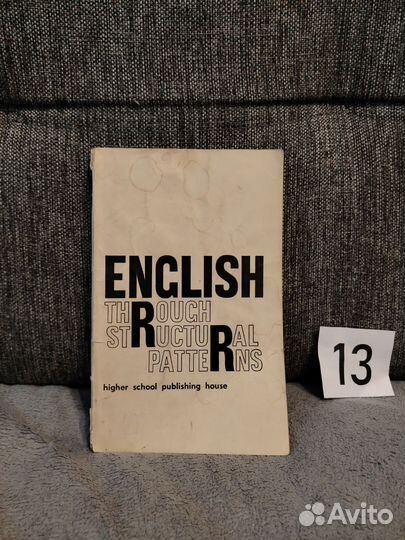 ENGLISH
THROUGH
STRUCTURAL
PATTERNS
higher school publishing house
13
Avito